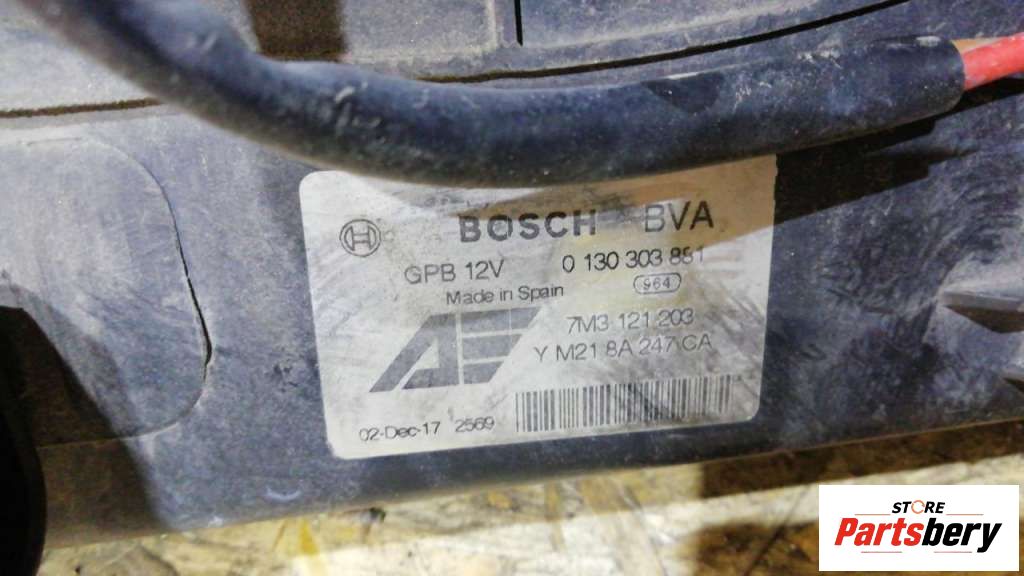 BOSCH BVA
GPB 12V 0 130 303 881
Made in Spain 964
7M3 121 203
Y M21 8A 247 CA
02-Dec-17 2569
STORE
Partsbery